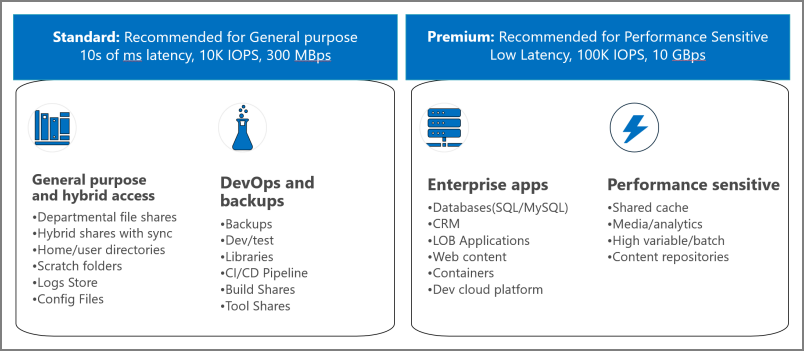 Standard: Recommended for General purpose
10s of ms latency, 10K IOPS, 300 MBps
Premium: Recommended for Performance Sensitive
Low Latency, 100K IOPS, 10 GBps
General purpose
and hybrid access
•Departmental file shares
•Hybrid shares with sync
•Home/user directories
•Scratch folders
•Logs Store
•Config Files
DevOps and
backups
•Backups
•Dev/test
•Libraries
•CI/CD Pipeline
•Build Shares
•Tool Shares
Enterprise apps
•Databases(SQL/MySQL)
•CRM
•LOB Applications
•Web content
•Containers
•Dev cloud platform
Performance sensitive
•Shared cache
•Media/analytics
•High variable/batch
•Content repositories